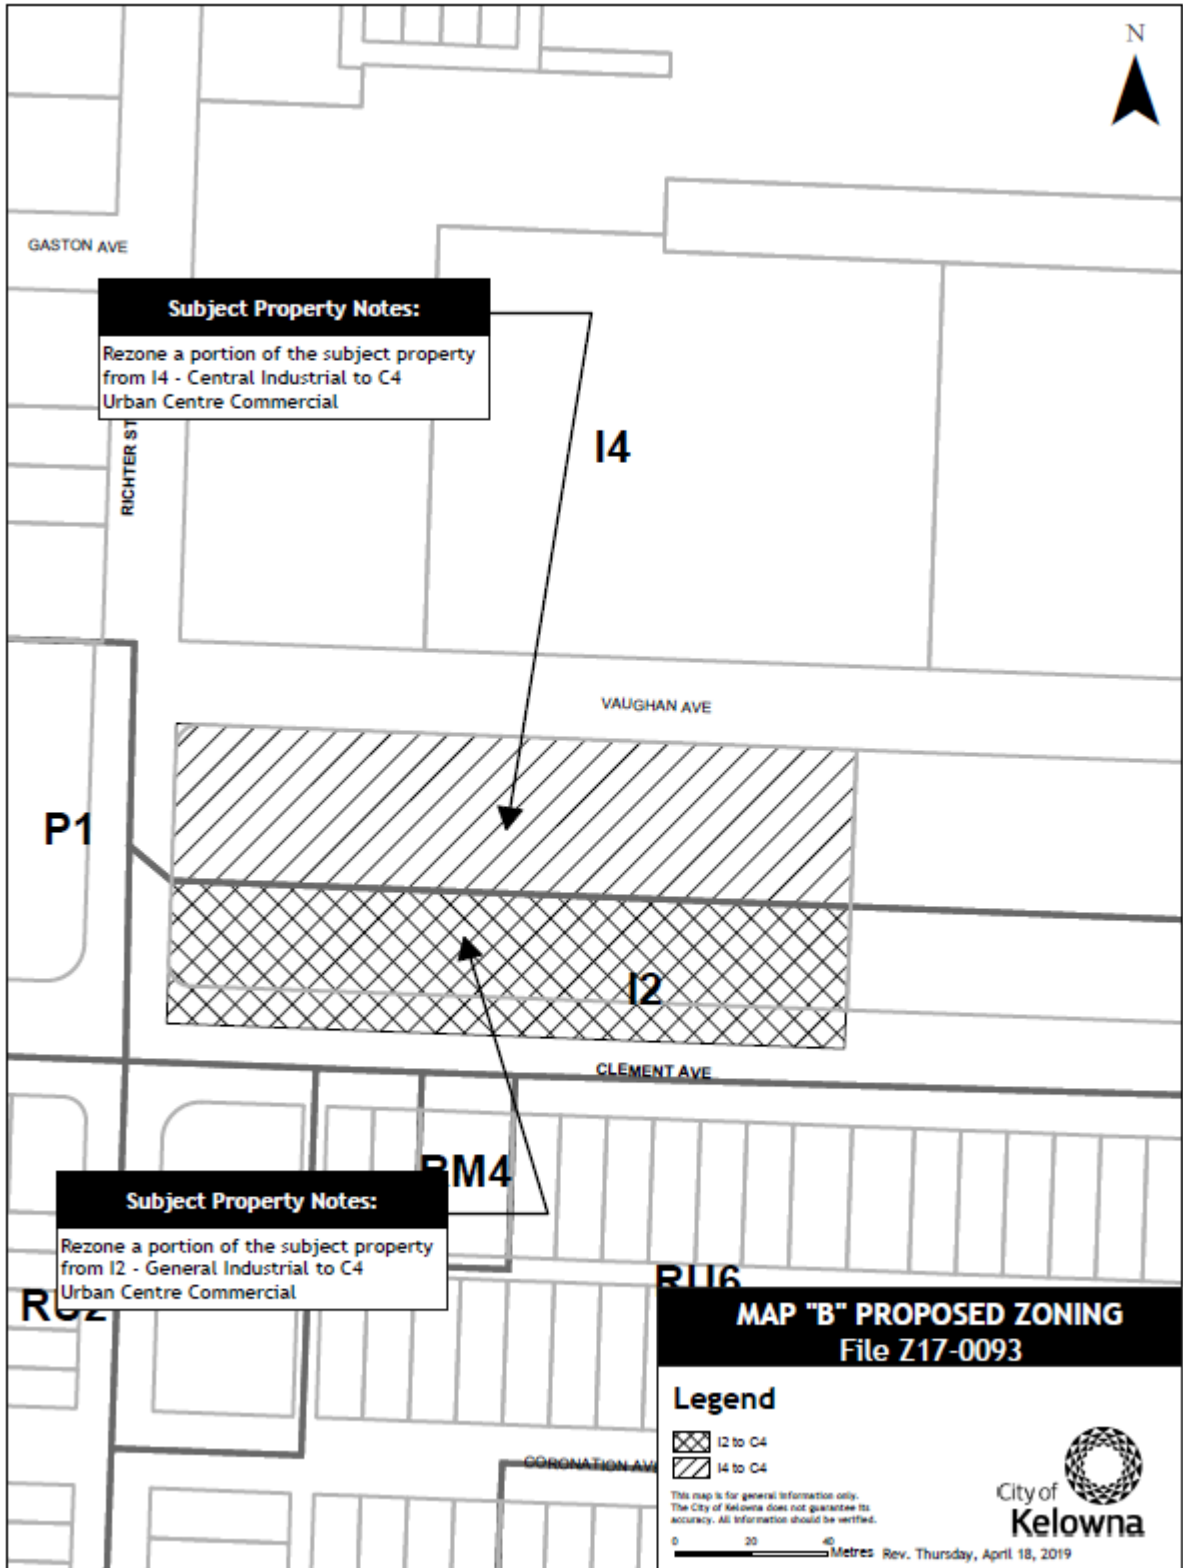 N
GASTON AVE
Subject Property Notes:
Rezone a portion of the subject property
from I4 - Central Industrial to C4
Urban Centre Commercial
RICHTER ST
I4
VAUGHAN AVE
P1
I2
CLEMENT AVE
RM4
Subject Property Notes:
Rezone a portion of the subject property
from I2 - General Industrial to C4
Urban Centre Commercial
RU2
RU6
MAP "B" PROPOSED ZONING
File Z17-0093
Legend
I2 to C4
I4 to C4
CORONATION AV
This map is for general information only.
The City of Kelowna does not guarantee its
accuracy. All information should be verified.
City of
Kelowna
0 20 40
Metres
Rev. Thursday, April 18, 2019